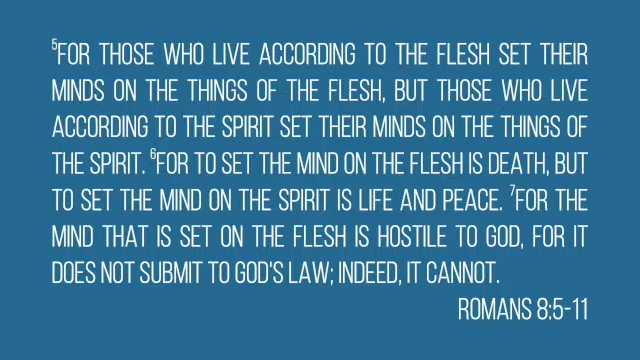 ⁵FOR THOSE WHO LIVE ACCORDING TO THE FLESH SET THEIR
MINDS ON THE THINGS OF THE FLESH, BUT THOSE WHO LIVE
ACCORDING TO THE SPIRIT SET THEIR MINDS ON THE THINGS OF
THE SPIRIT. ⁶FOR TO SET THE MIND ON THE FLESH IS DEATH, BUT
TO SET THE MIND ON THE SPIRIT IS LIFE AND PEACE. ⁷FOR THE
MIND THAT IS SET ON THE FLESH IS HOSTILE TO GOD, FOR IT
DOES NOT SUBMIT TO GOD'S LAW; INDEED, IT CANNOT.
ROMANS 8:5-11